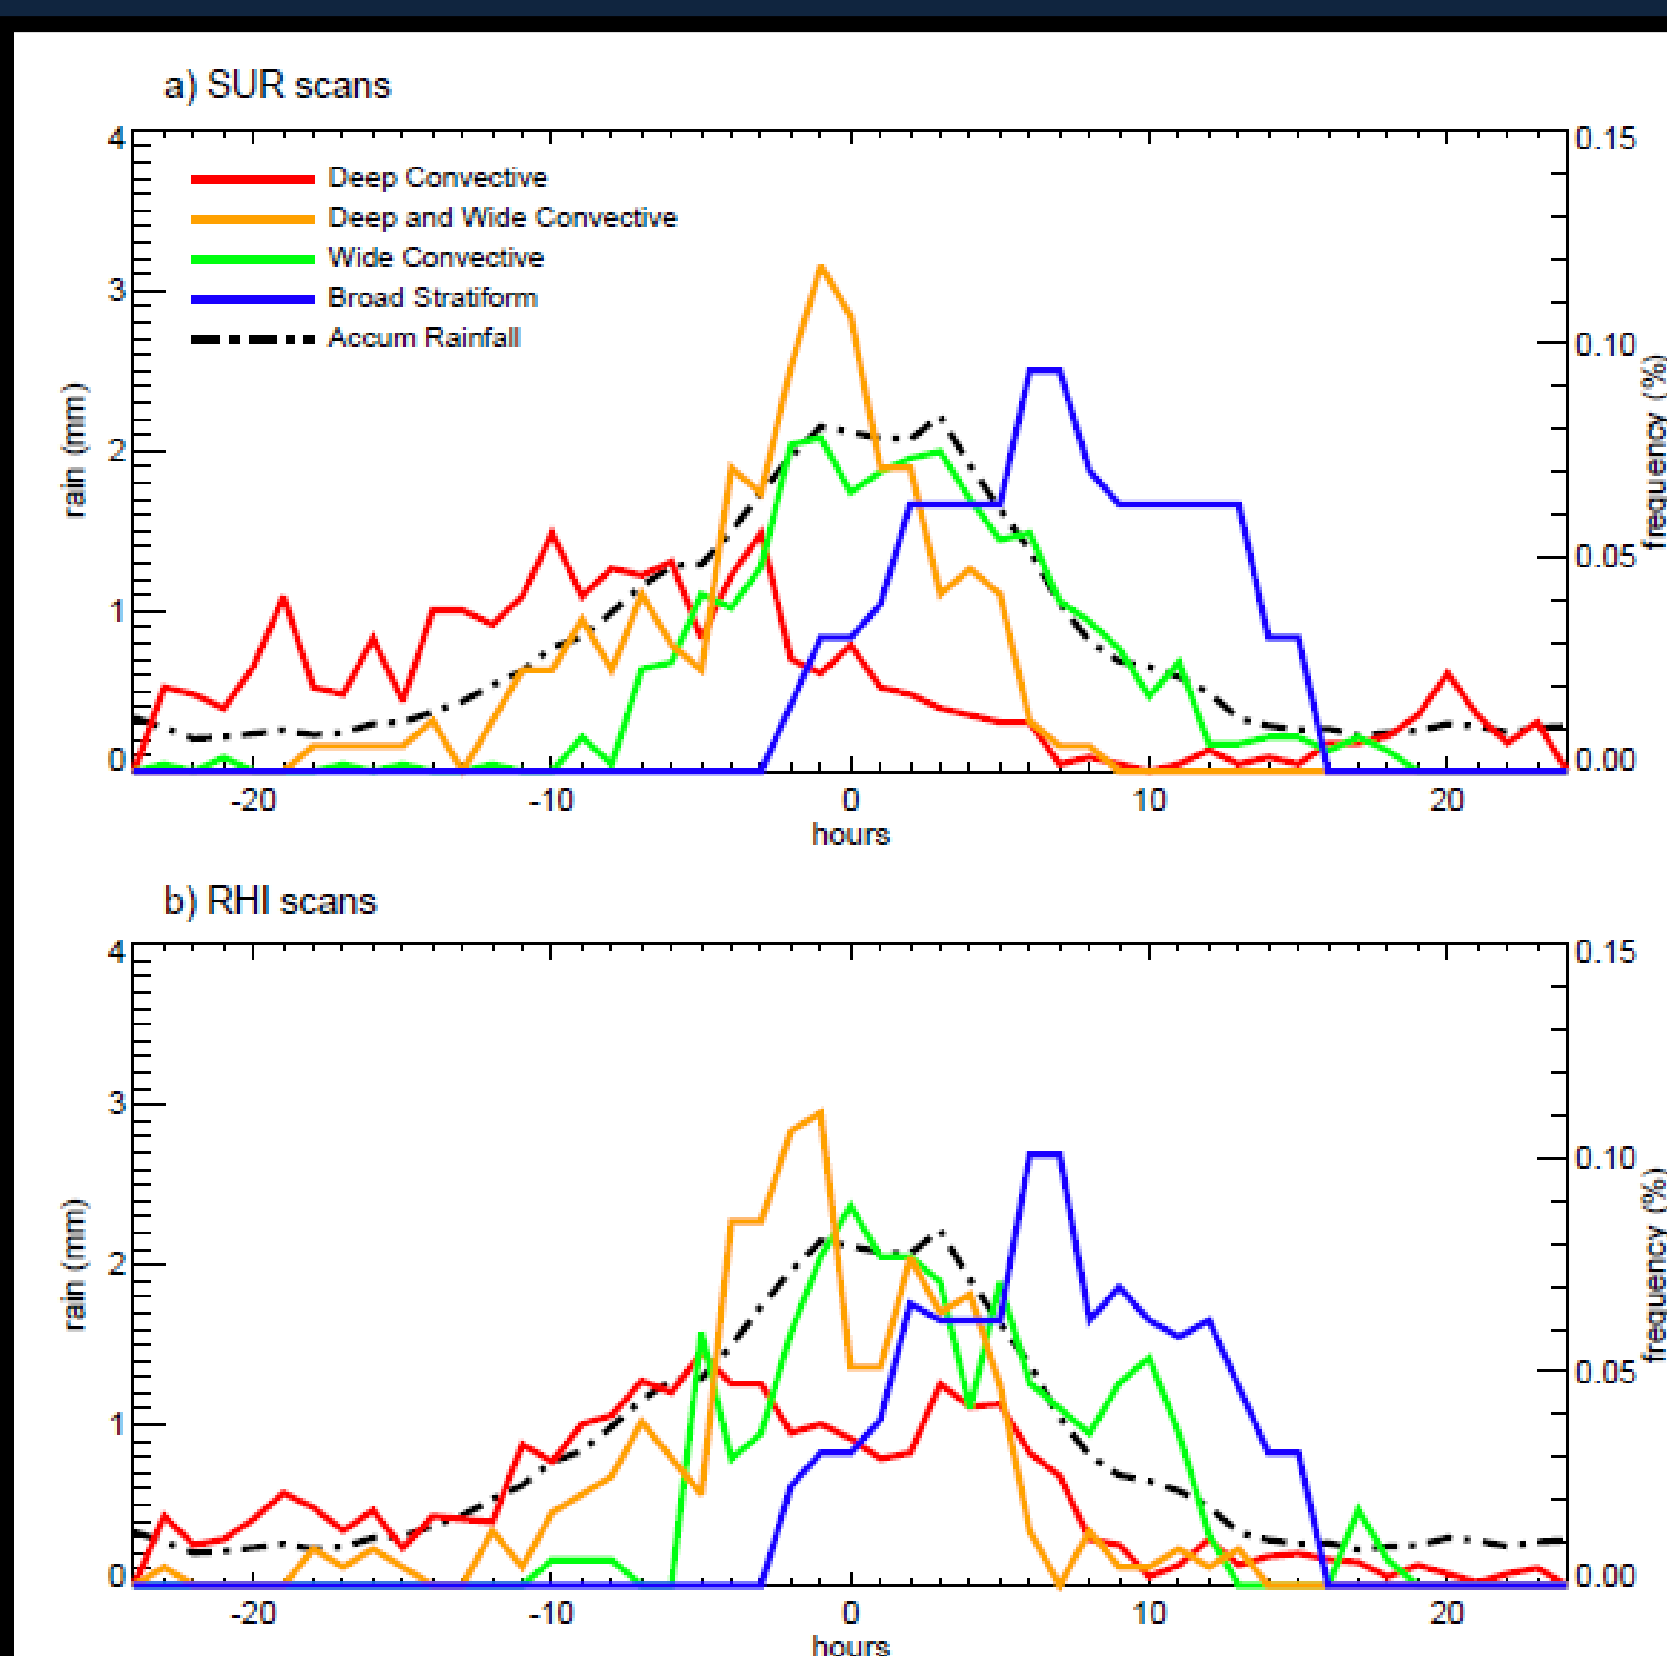 a) SUR scans
4
3
2
1
0
rain (mm)
Deep Convective
Deep and Wide Convective
Wide Convective
Broad Stratiform
Accum Rainfall
0.15
0.10
0.05
0.00
frequency (%)
-20 -10 0 10 20
hours
b) RHI scans
4
3
2
1
0
rain (mm)
0.15
0.10
0.05
0.00
frequency (%)
-20 -10 0 10 20
hours